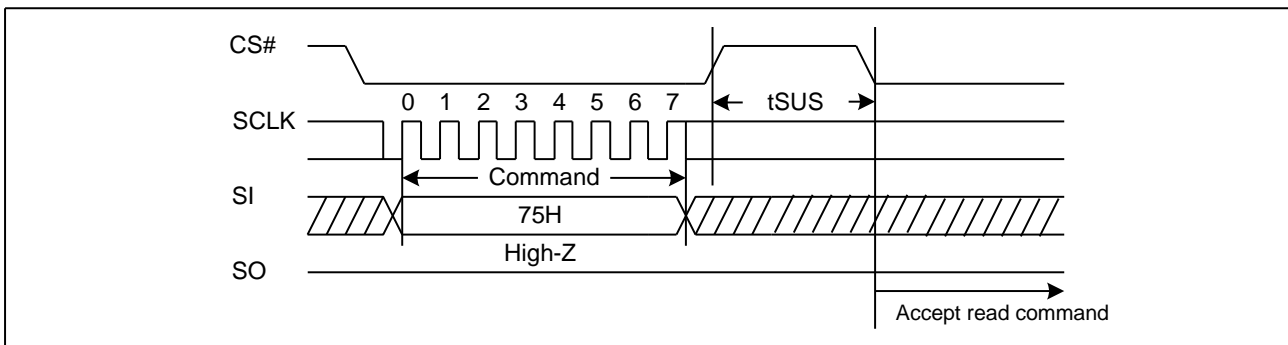 CS#
tSUS
0 1 2 3 4 5 6 7
SCLK
Command
SI
75H
High-Z
SO
Accept read command